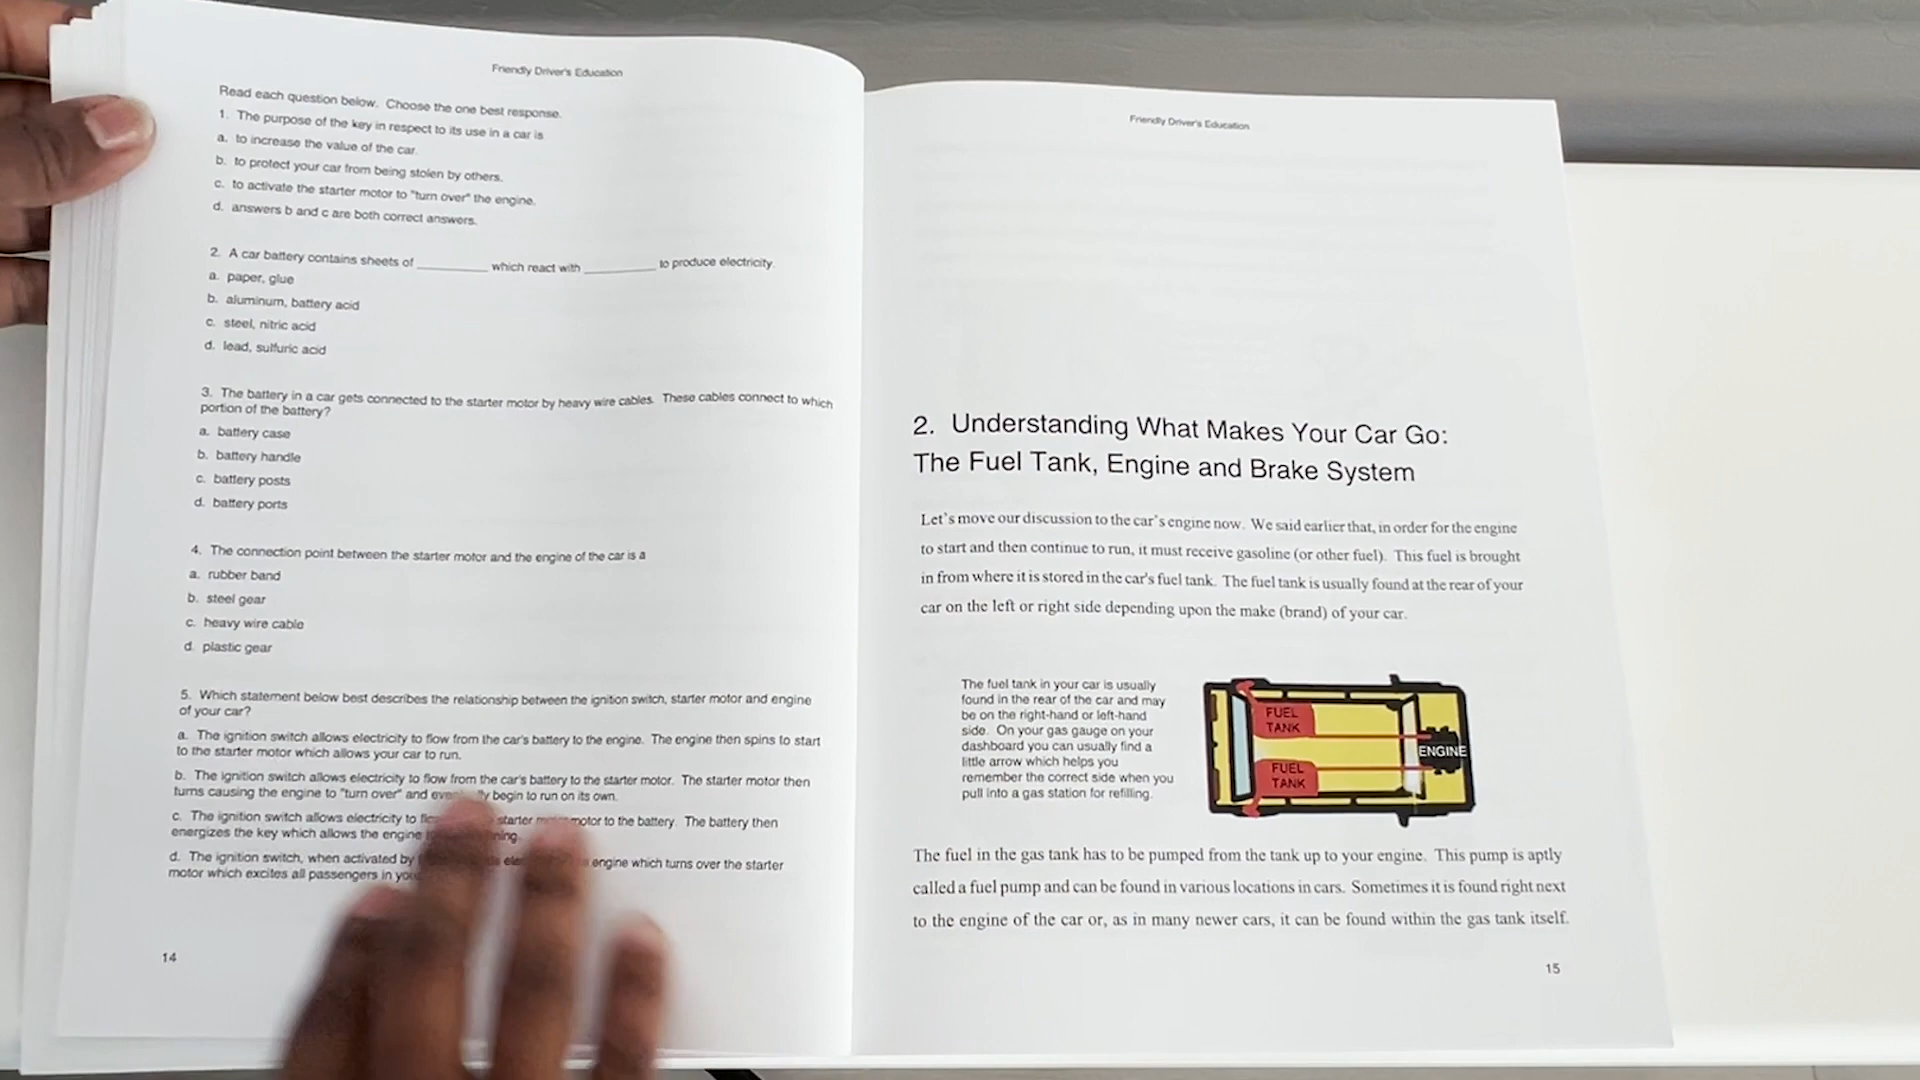 Friendly Driver's Education
Read each question below. Choose the one best response.
1. The purpose of the key in respect to its use in a car is
a. to increase the value of the car.
b. to protect your car from being stolen by others.
c. to activate the starter motor to "turn over" the engine.
d. answers b and c are both correct answers.
2. A car battery contains sheets of ________ which react with ________ to produce electricity.
a. paper, glue
b. aluminum, battery acid
c. steel, nitric acid
d. lead, sulfuric acid
3. The battery in a car gets connected to the starter motor by heavy wire cables. These cables connect to which
portion of the battery?
a. battery case
b. battery handle
c. battery posts
d. battery ports
4. The connection point between the starter motor and the engine of the car is a
a. rubber band
b. steel gear
c. heavy wire cable
d. plastic gear
5. Which statement below best describes the relationship between the ignition switch, starter motor and engine
of your car?
a. The ignition switch allows electricity to flow from the car's battery to the engine. The engine then spins to start
to the starter motor which allows your car to run.
b. The ignition switch allows electricity to flow from the car's battery to the starter motor. The starter motor then
turns causing the engine to "turn over" and begin to run on its own.
c. The ignition switch allows electricity to starter motor to the battery. The battery then
energizes the key which allows the engine
d. The ignition switch, when activated by engine which turns over the starter
motor which excites all passengers in
14
Friendly Driver's Education
2. Understanding What Makes Your Car Go:
The Fuel Tank, Engine and Brake System
Let's move our discussion to the car's engine now. We said earlier that, in order for the engine
to start and then continue to run, it must receive gasoline (or other fuel). This fuel is brought
in from where it is stored in the car's fuel tank. The fuel tank is usually found at the rear of your
car on the left or right side depending upon the make (brand) of your car.
The fuel tank in your car is usually
found in the rear of the car and may
be on the right-hand or left-hand
side. On your gas gauge on your
dashboard you can usually find a
little arrow which helps you
remember the correct side when you
pull into a gas station for refilling.
FUEL
TANK
ENGINE
FUEL
TANK
The fuel in the gas tank has to be pumped from the tank up to your engine. This pump is aptly
called a fuel pump and can be found in various locations in cars. Sometimes it is found right next
to the engine of the car or, as in many newer cars, it can be found within the gas tank itself.
15